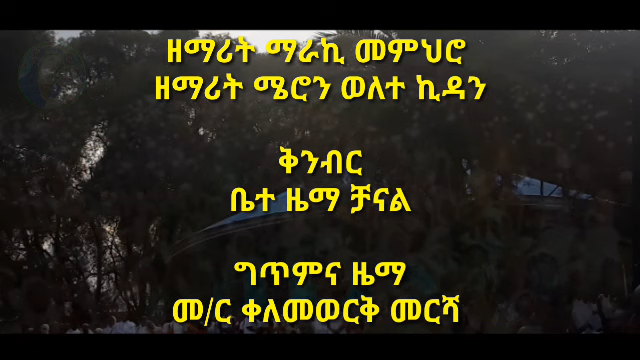 ዘማሪት ማራኪ መምህሮ
ዘማሪት ሜሮን ወለተ ኪዳን
ቅንብር
ቤተ ዜማ ቻናል
ግጥምና ዜማ
መ/ር ቀለመወርቅ መርሻ